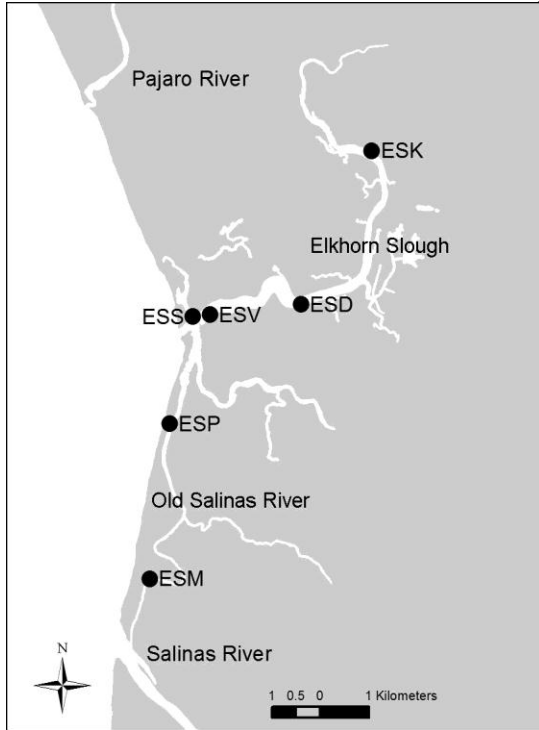 Pajaro River
ESK
Elkhorn Slough
ESS
ESV
ESD
ESP
Old Salinas River
ESM
Salinas River
N
1 0.5 0 1 Kilometers